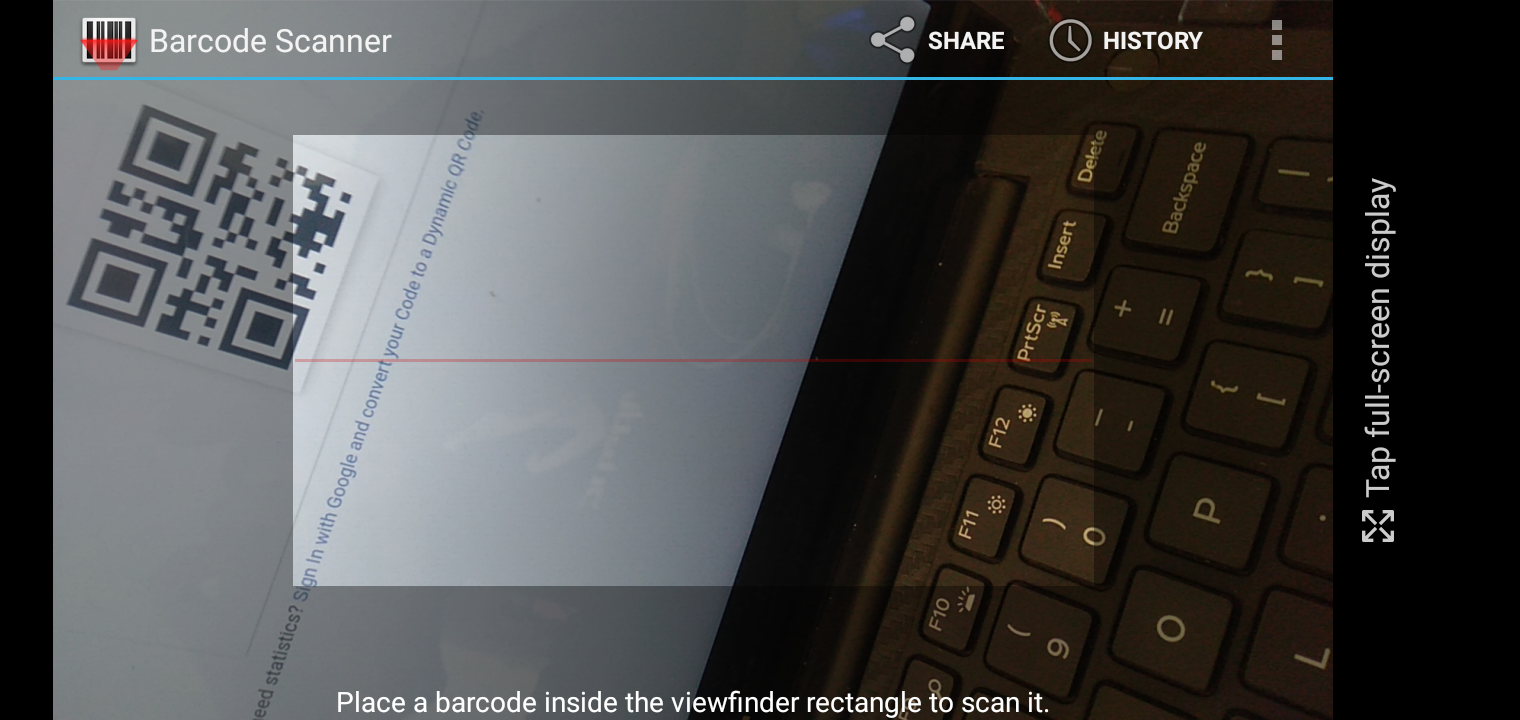 Barcode Scanner
SHARE
HISTORY
Tap full-screen display
eed statistics? Sign In with Google and convert your Code to a Dynamic QR Code.
Delete
Backspace
Insert
PrtScr
+
=
}
]
{
[
F12
_
-
F11
)
0
P
F10
(
9
O
L
Place a barcode inside the viewfinder rectangle to scan it.